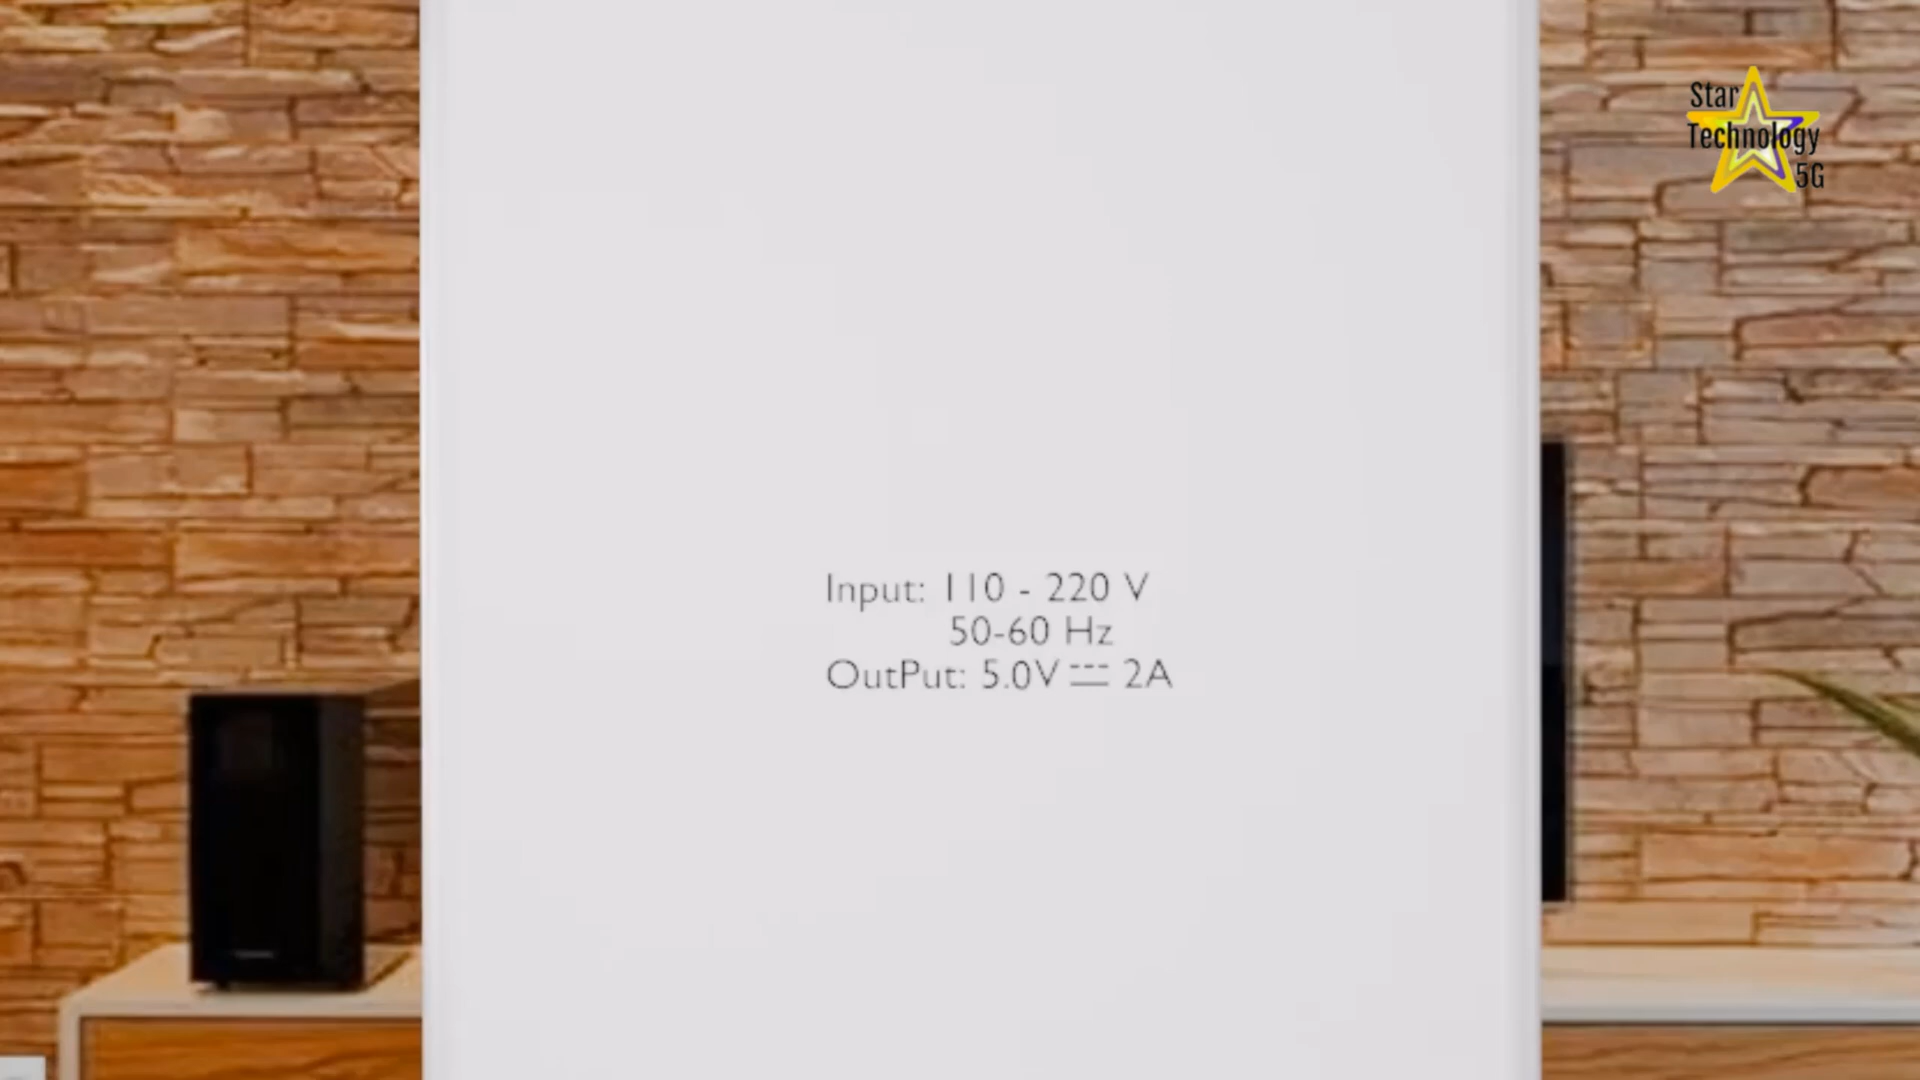 Star
Technology
5G
Input: 110 - 220 V
50-60 Hz
OutPut: 5.0V ⎓ 2A